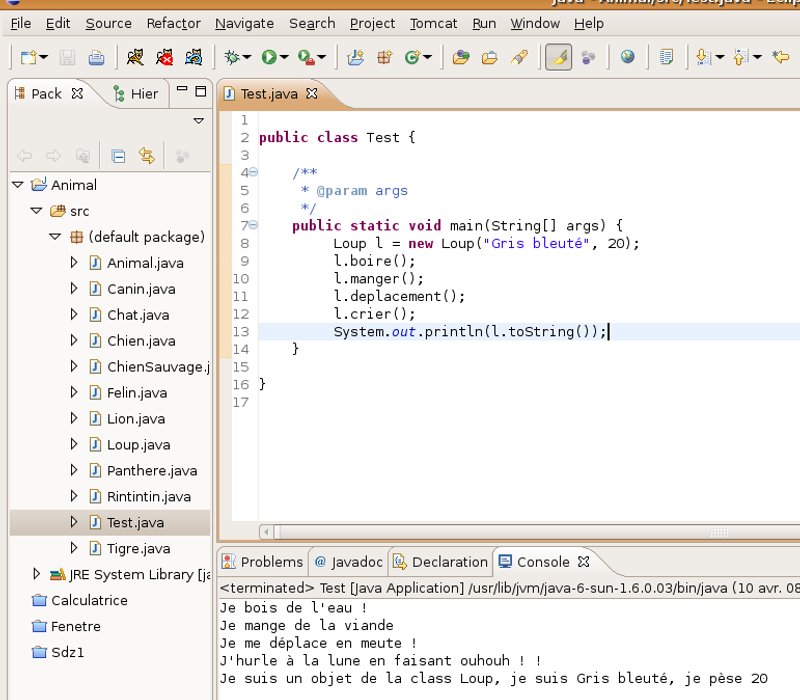 File Edit Source Refactor Navigate Search Project Tomcat Run Window Help
Pack Hier
Animal
src
(default package)
Animal.java
Canin.java
Chat.java
Chien.java
ChienSauvage.j
Felin.java
Lion.java
Loup.java
Panthere.java
Rintintin.java
Test.java
Tigre.java
JRE System Library [ja
Calculatrice
Fenetre
Sdz1
Test.java
1
2 public class Test {
3
4 /**
5 * @param args
6 */
7 public static void main(String[] args) {
8 Loup l = new Loup("Gris bleuté", 20);
9 l.boire();
10 l.manger();
11 l.deplacement();
12 l.crier();
13 System.out.println(l.toString());
14 }
15
16 }
17
Problems @ Javadoc Declaration Console
<terminated> Test [Java Application] /usr/lib/jvm/java-6-sun-1.6.0.03/bin/java (10 avr. 08
Je bois de l'eau !
Je mange de la viande
Je me déplace en meute !
J'hurle à la lune en faisant ouhouh ! !
Je suis un objet de la class Loup, je suis Gris bleuté, je pèse 20